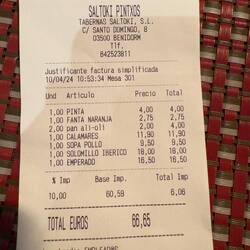 SALTOKI PINTXOS
TABERNAS SALTOKI, S.L.
C/ SANTO DOMINGO, 8
03500 BENIDORM
Tlf.
842523811
Justificante factura simplificada
10/04/24 10:53:34 Mesa 301
Und Artículo Precio Total
1,00 PINTA 4,00 4,00
1,00 FANTA NARANJA 2,75 2,75
2,00 pan ali-oli 2,00 4,00
1,00 CALAMARES 11,90 11,90
1,00 SOPA POLLO 9,50 9,50
1,00 SOLOMILLO IBERICO 18,00 18,00
1,00 EMPERADO 16,50 16,50
% Imp Base Imp. Total Imp
10,00 60,59 6,06
TOTAL EUROS 66,65